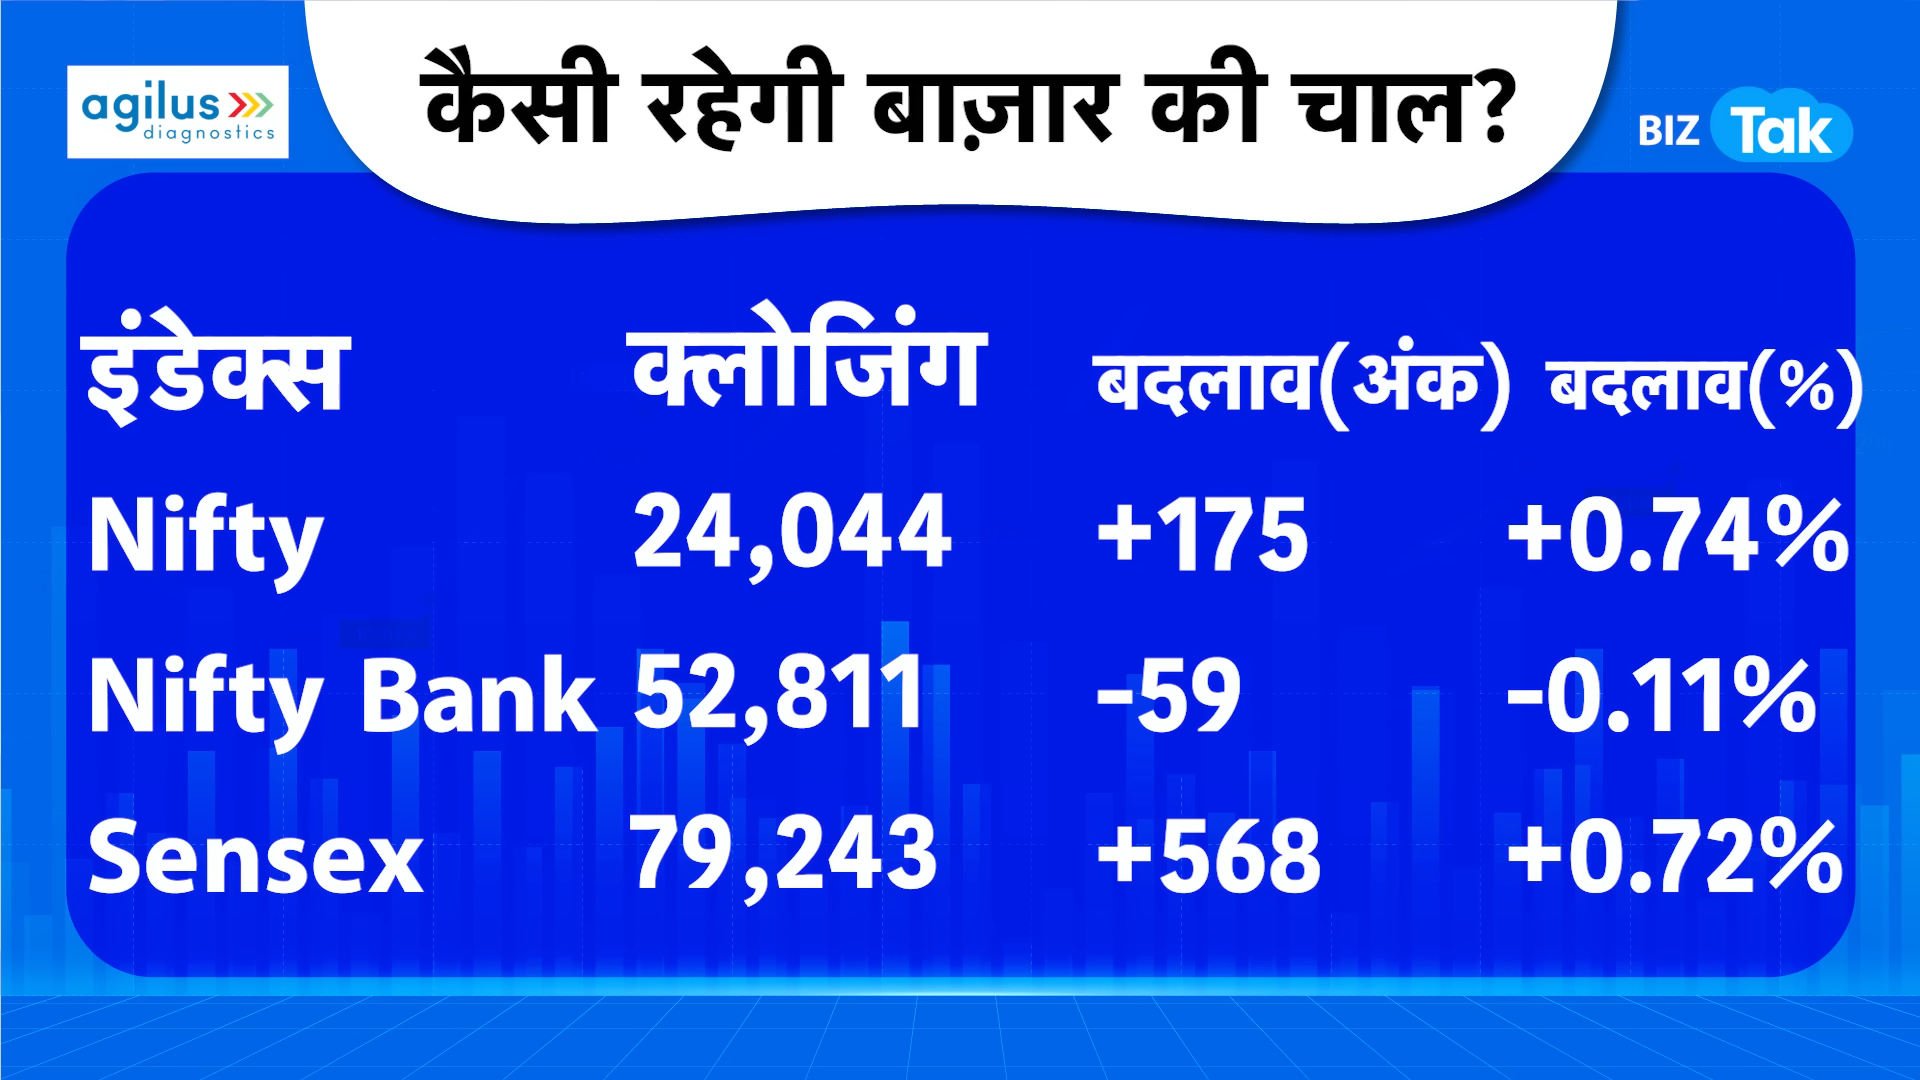 कैसी रहेगी बाज़ार की चाल?
agilus
diagnostics
BIZ Tak
इंडेक्स क्लोजिंग बदलाव(अंक) बदलाव(%)
Nifty 24,044 +175 +0.74%
Nifty Bank 52,811 -59 -0.11%
Sensex 79,243 +568 +0.72%